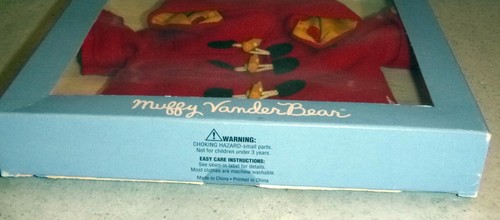 Muffy VanderBear™
WARNING:
CHOKING HAZARD-small parts.
Not for children under 3 years.
EASY CARE INSTRUCTIONS:
See sewn-in label for details.
Most clothes are machine washable.
Made in China • Printed in China